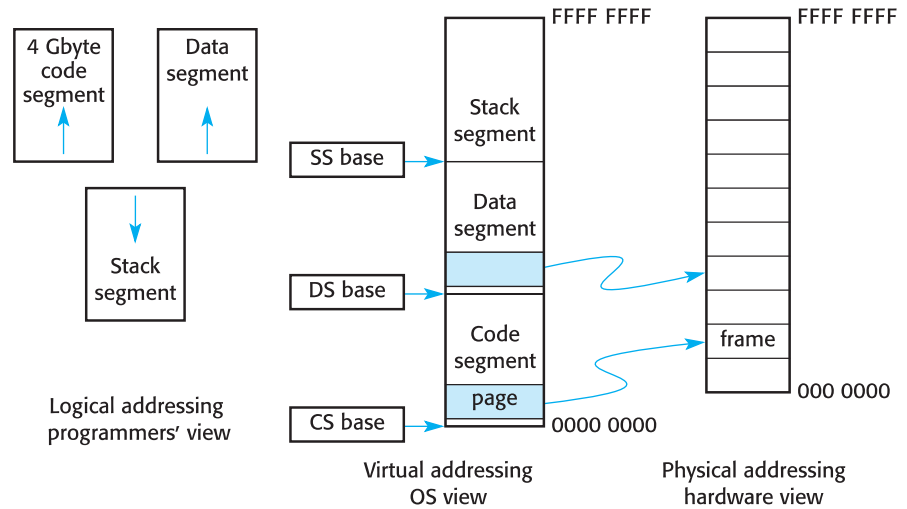 4 Gbyte
code
segment
Data
segment
Stack
segment
Logical addressing
programmers’ view
SS base
DS base
CS base
FFFF FFFF
Stack
segment
Data
segment
Code
segment
page
0000 0000
Virtual addressing
OS view
FFFF FFFF
frame
000 0000
Physical addressing
hardware view